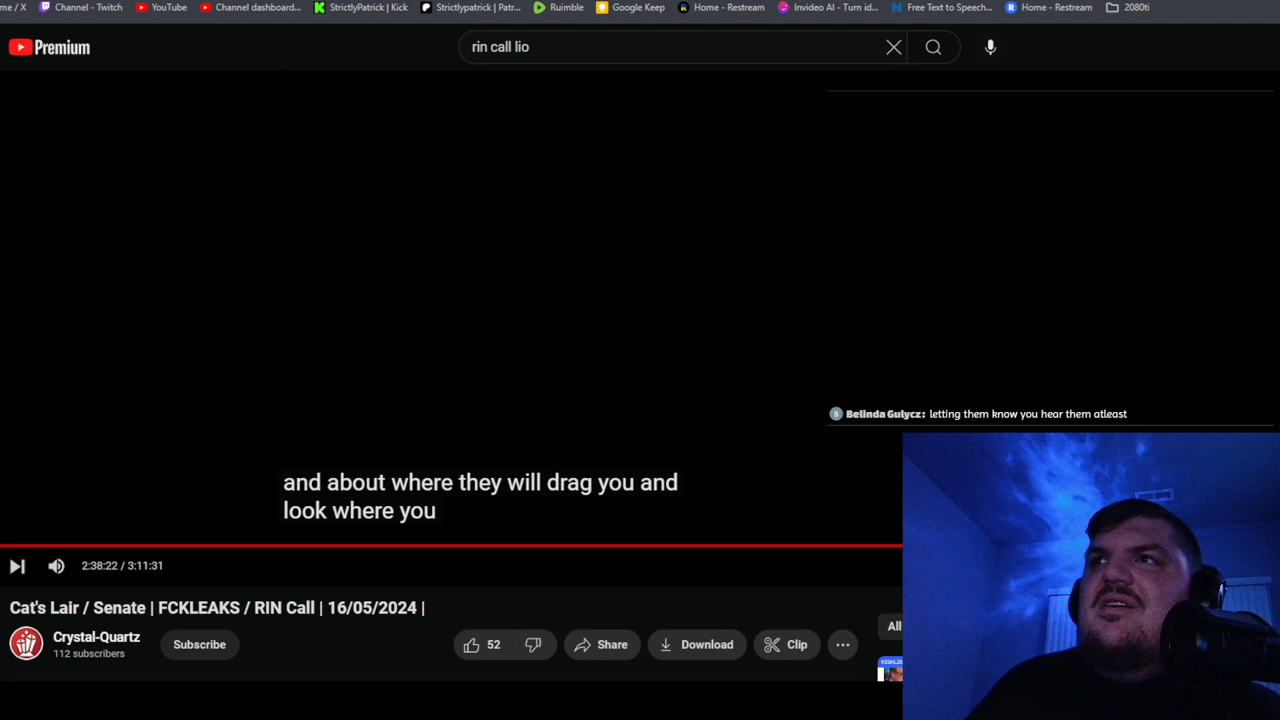 me / X
Channel - Twitch
YouTube
Channel dashboard...
StrictlyPatrick | Kick
Strictlypatrick | Patr...
Rumble
Google Keep
Home - Restream
Invideo AI - Turn id...
Free Text to Speech...
Home - Restream
2080ti
Premium
rin call lio
Belinda Gulycz: letting them know you hear them atleast
and about where they will drag you and
look where you
2:38:22 / 3:11:31
Cat's Lair / Senate | FCKLEAKS / RIN Call | 16/05/2024 |
Crystal-Quartz
112 subscribers
Subscribe
52
Share
Download
Clip
All